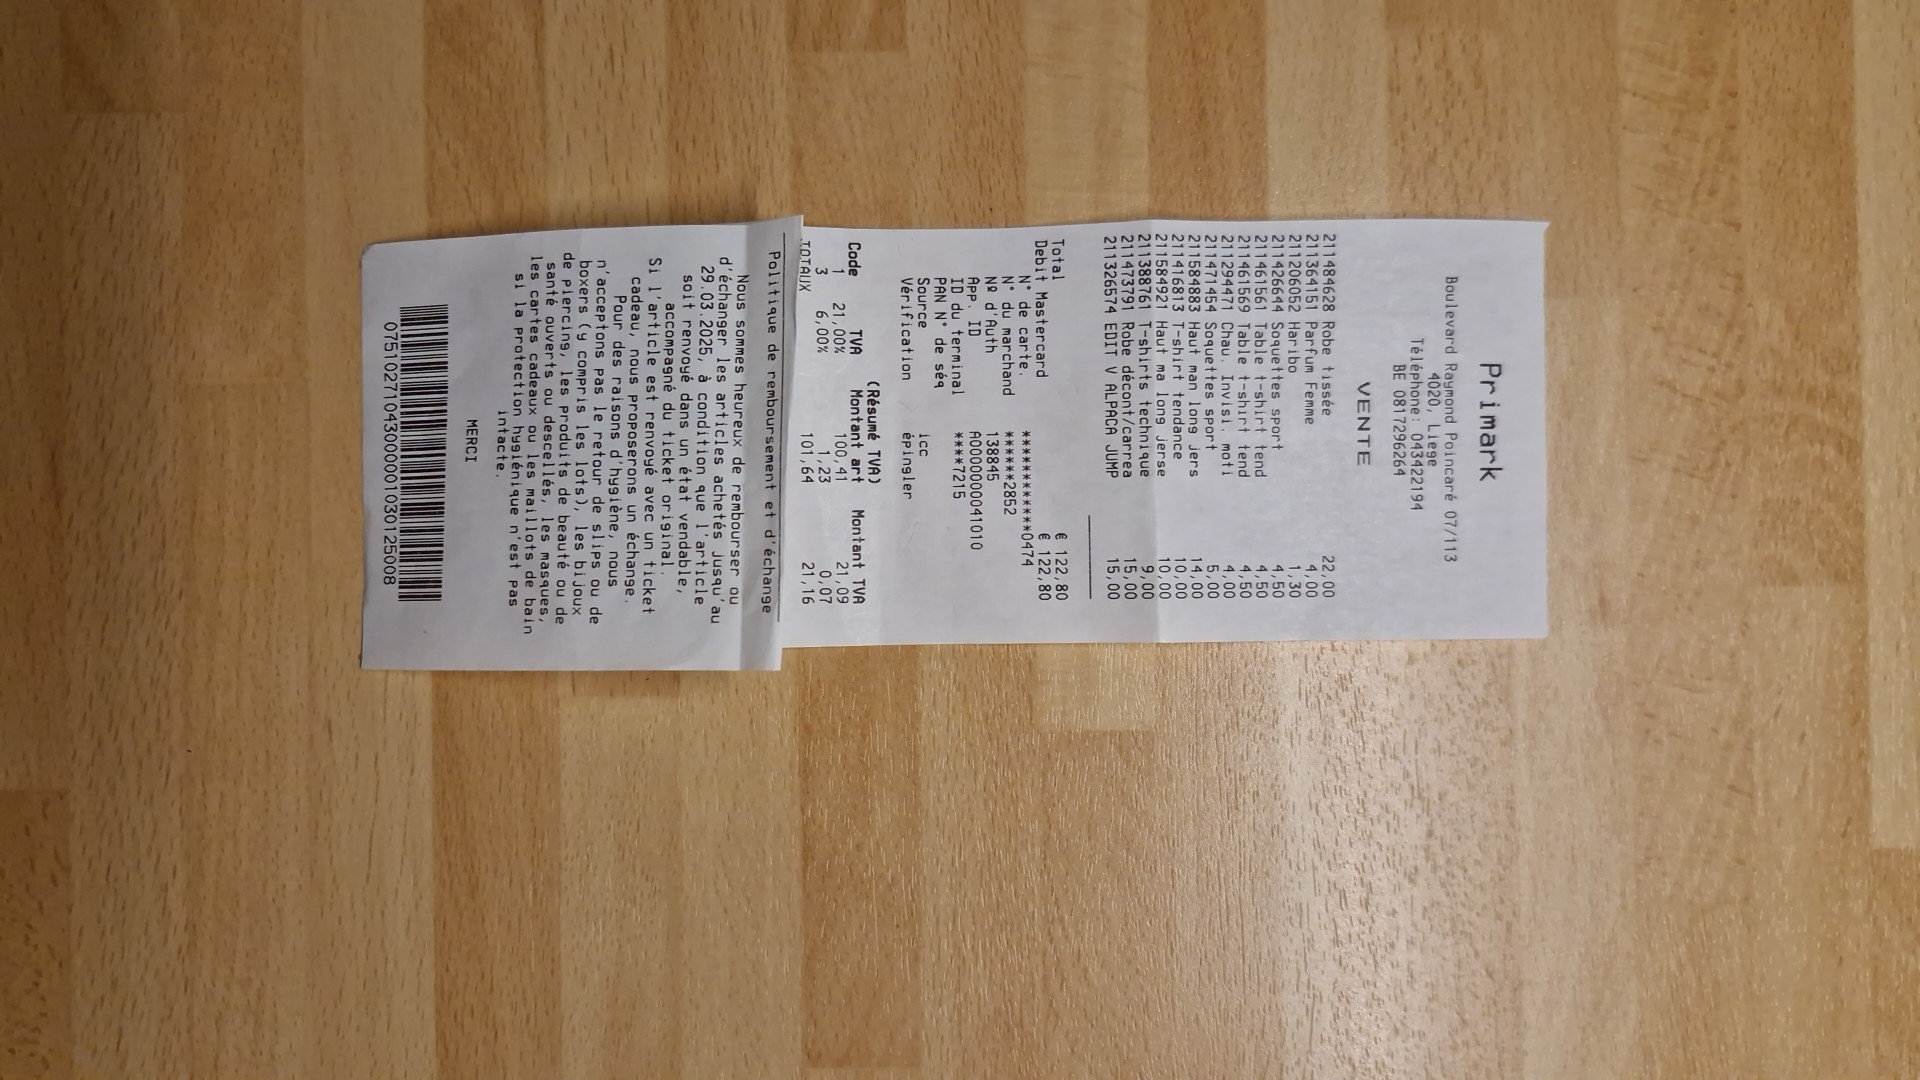 Primark
Boulevard Raymond Poincaré 07/113
4020, Liege
Téléphone: 043422194
BE 0817296264
VENTE
211484628 Robe tissée 22,00
211364151 Parfum Femme 4,00
211206052 Haribo 1,30
211426644 Soquettes sport 4,50
211461561 Table t-shirt tend 4,50
211461569 Table t-shirt tend 4,50
211294471 Chau. Invisi. moti 4,00
211471454 Soquettes sport 5,00
211584883 Haut man long jers 14,00
211416813 T-shirt tendance 10,00
211584921 Haut ma long jerse 10,00
211388761 T-shirts technique 9,00
211473791 Robe décont/carrea 15,00
211326574 EDIT V ALPACA JUMP 15,00
Total € 122,80
Debit Mastercard € 122,80
N° de carte. ************0474
N° du marchand ******2852
NR d'Auth 138845
App. ID A0000000041010
ID du terminal ****7215
PAN N° de séq
Source icc
Vérification épingler
(Résumé TVA)
Code TVA Montant art Montant TVA
1 21,00% 100,41 21,09
3 6,00% 1,23 0,07
TOTAUX 101,64 21,16
Politique de remboursement et d'échange
Nous sommes heureux de rembourser ou
d'échanger les articles achetés jusqu'au
29.03.2025, à condition que l'article
soit renvoyé dans un état vendable,
accompagné du ticket original.
Si l'article est renvoyé avec un ticket
cadeau, nous proposerons un échange.
Pour des raisons d'hygiène, nous
n'acceptons pas le retour de slips ou de
boxers (y compris les lots), les bijoux
de piercing, les produits de beauté ou de
santé ouverts ou descellés, les masques,
les cartes cadeaux ou les maillots de bain
si la protection hygiénique n'est pas
intacte.
MERCI
07510271043000001030125008